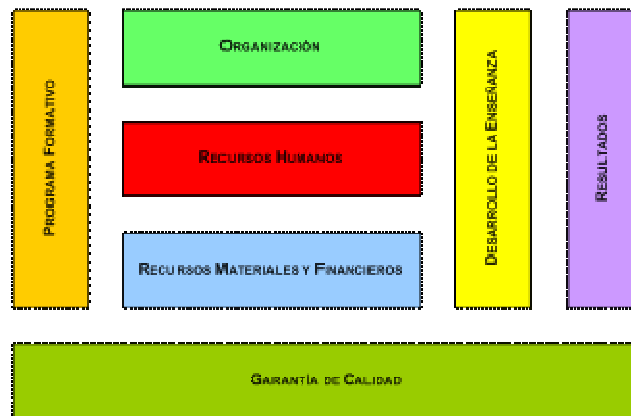 PROGRAMA FORMATIVO
ORGANIZACIÓN
RECURSOS HUMANOS
RECURSOS MATERIALES Y FINANCIEROS
DESARROLLO DE LA ENSEÑANZA
RESULTADOS
GARANTÍA DE CALIDAD